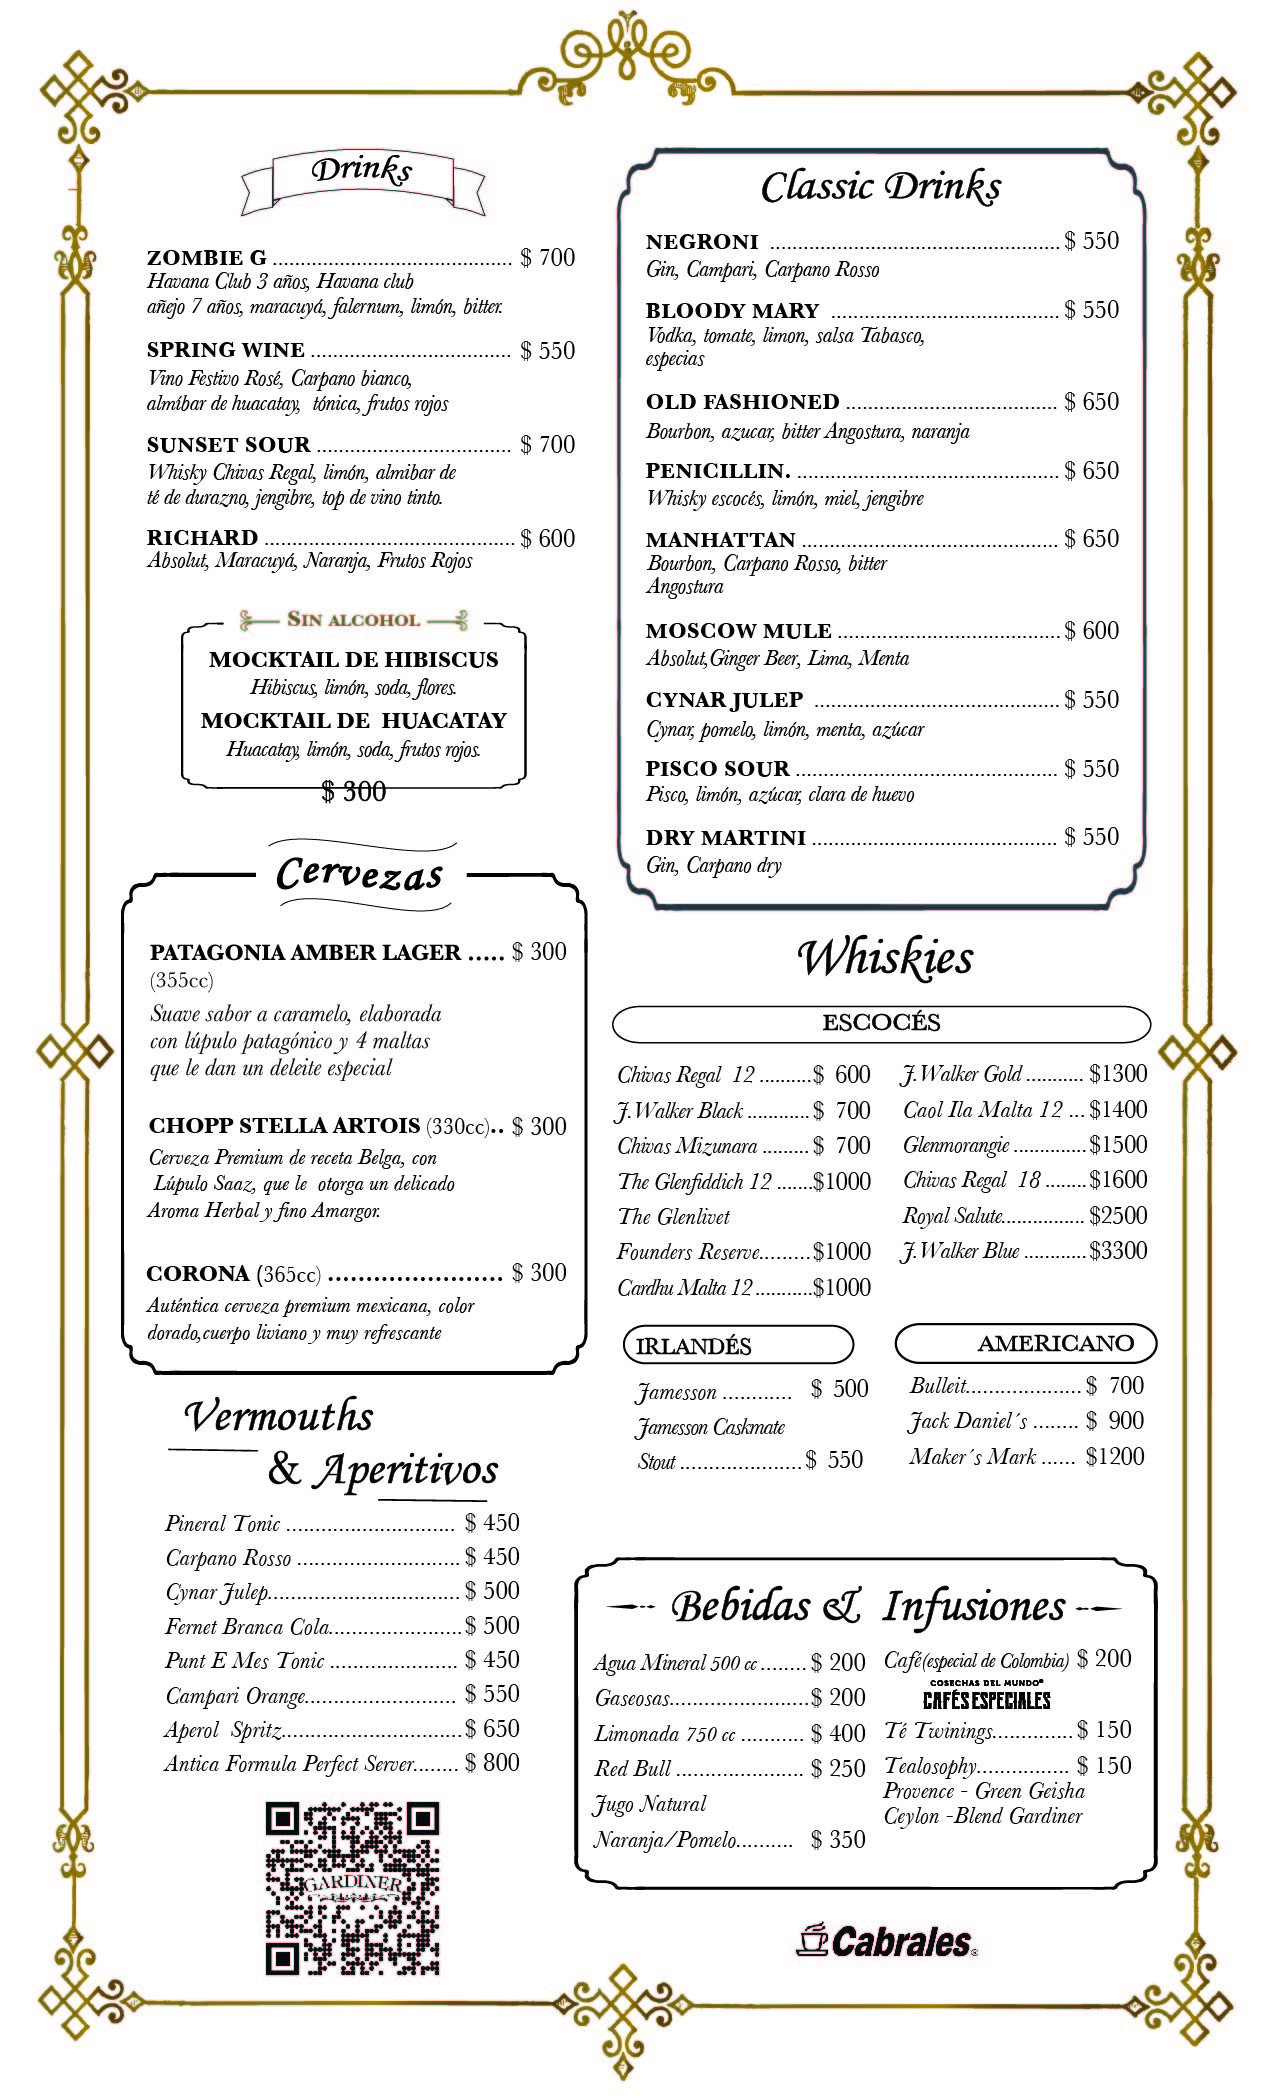 Drinks
ZOMBIE G ........................................ $ 700
Havana Club 3 años, Havana club
añejo 7 años, maracuyá, falernum, limón, bitter.
SPRING WINE .................................. $ 550
Vino Festivo Rosé, Carpano bianco,
almíbar de huacatay,  tónica, frutos rojos
SUNSET SOUR ................................. $ 700
Whisky Chivas Regal, limón, almibar de
té de durazno, jengibre, top de vino tinto.
RICHARD .......................................... $ 600
Absolut, Maracuyá, Naranja, Frutos Rojos
SIN ALCOHOL
MOCKTAIL DE HIBISCUS
Hibiscus, limón, soda, flores.
MOCKTAIL DE  HUACATAY
Huacatay, limón, soda, frutos rojos.
$ 300
Cervezas
PATAGONIA AMBER LAGER ..... $ 300
(355cc)
Suave sabor a caramelo, elaborada
con lúpulo patagónico y 4 maltas
que le dan un deleite especial
CHOPP STELLA ARTOIS (330cc).. $ 300
Cerveza Premium de receta Belga, con
Lúpulo Saaz, que le  otorga un delicado
Aroma Herbal y fino Amargor.
CORONA (365cc) ....................... $ 300
Auténtica cerveza premium mexicana, color
dorado,cuerpo liviano y muy refrescante
Vermouths
& Aperitivos
Pineral Tonic ............................. $ 450
Carpano Rosso ............................ $ 450
Cynar Julep................................. $ 500
Fernet Branca Cola....................... $ 500
Punt E Mes Tonic ...................... $ 450
Campari Orange.......................... $ 550
Aperol  Spritz............................... $ 650
Antica Formula Perfect Server........ $ 800
GARDINER
Classic Drinks
NEGRONI ................................................. $ 550
Gin, Campari, Carpano Rosso
BLOODY MARY ....................................... $ 550
Vodka, tomate, limon, salsa Tabasco,
especias
OLD FASHIONED .................................... $ 650
Bourbon, azucar, bitter Angostura, naranja
PENICILLIN. ............................................ $ 650
Whisky escocés, limón, miel, jengibre
MANHATTAN ........................................... $ 650
Bourbon, Carpano Rosso, bitter
Angostura
MOSCOW MULE ...................................... $ 600
Absolut,Ginger Beer, Lima, Menta
CYNAR JULEP .......................................... $ 550
Cynar, pomelo, limón, menta, azúcar
PISCO SOUR ............................................ $ 550
Pisco, limón, azúcar, clara de huevo
DRY MARTINI .......................................... $ 550
Gin, Carpano dry
Whiskies
ESCOCÉS
Chivas Regal  12 .........$  600
J.Walker Black ........... $  700
Chivas Mizunara ........ $  700
The Glenfiddich 12 .......$1000
The Glenlivet
Founders Reserve.........$1000
Cardhu Malta 12 ..........$1000
J.Walker Gold ........... $1300
Caol Ila Malta 12 ... $1400
Glenmorangie ............. $1500
Chivas Regal  18 ........ $1600
Royal Salute................ $2500
J.Walker Blue ............ $3300
IRLANDÉS
Jamesson ............ $  500
Jamesson Caskmate
Stout ..................... $  550
AMERICANO
Bulleit.................... $  700
Jack Daniel´s ........ $  900
Maker´s Mark ...... $1200
Bebidas & Infusiones
Agua Mineral 500 cc ........ $ 200
Gaseosas........................ $ 200
Limonada 750 cc ........... $ 400
Red Bull ...................... $ 250
Jugo Natural
Naranja/Pomelo.......... $ 350
Café(especial de Colombia) $ 200
COSECHAS DEL MUNDO®
CAFÉS ESPECIALES
Té Twinings.............. $ 150
Tealosophy................ $ 150
Provence - Green Geisha
Ceylon -Blend Gardiner
Cabrales®